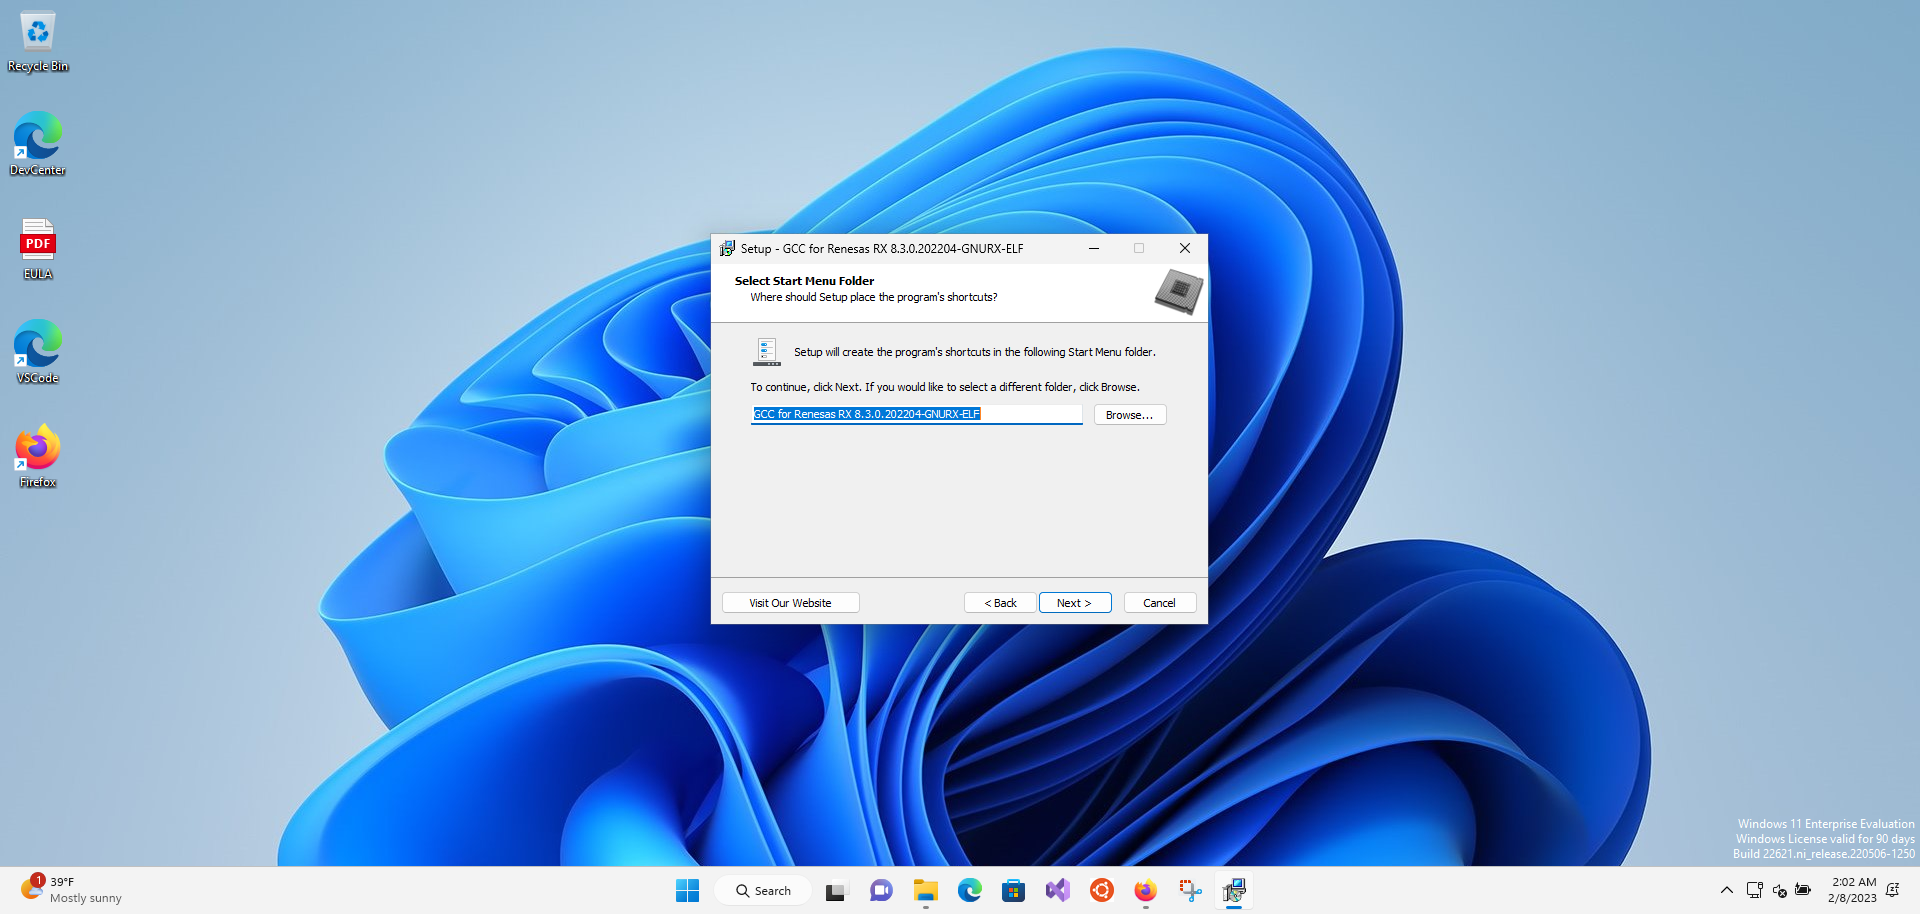 Recycle Bin
DevCenter
PDF
EULA
VSCode
Firefox
Setup - GCC for Renesas RX 8.3.0.202204-GNURX-ELF
Select Start Menu Folder
Where should Setup place the program's shortcuts?
Setup will create the program's shortcuts in the following Start Menu folder.
To continue, click Next. If you would like to select a different folder, click Browse.
GCC for Renesas RX 8.3.0.202204-GNURX-ELF
Browse...
Visit Our Website
< Back
Next >
Cancel
Windows 11 Enterprise Evaluation
Windows License valid for 90 days
Build 22621.ni_release.220506-1250
1
39°F
Mostly sunny
Search
2:02 AM
2/8/2023